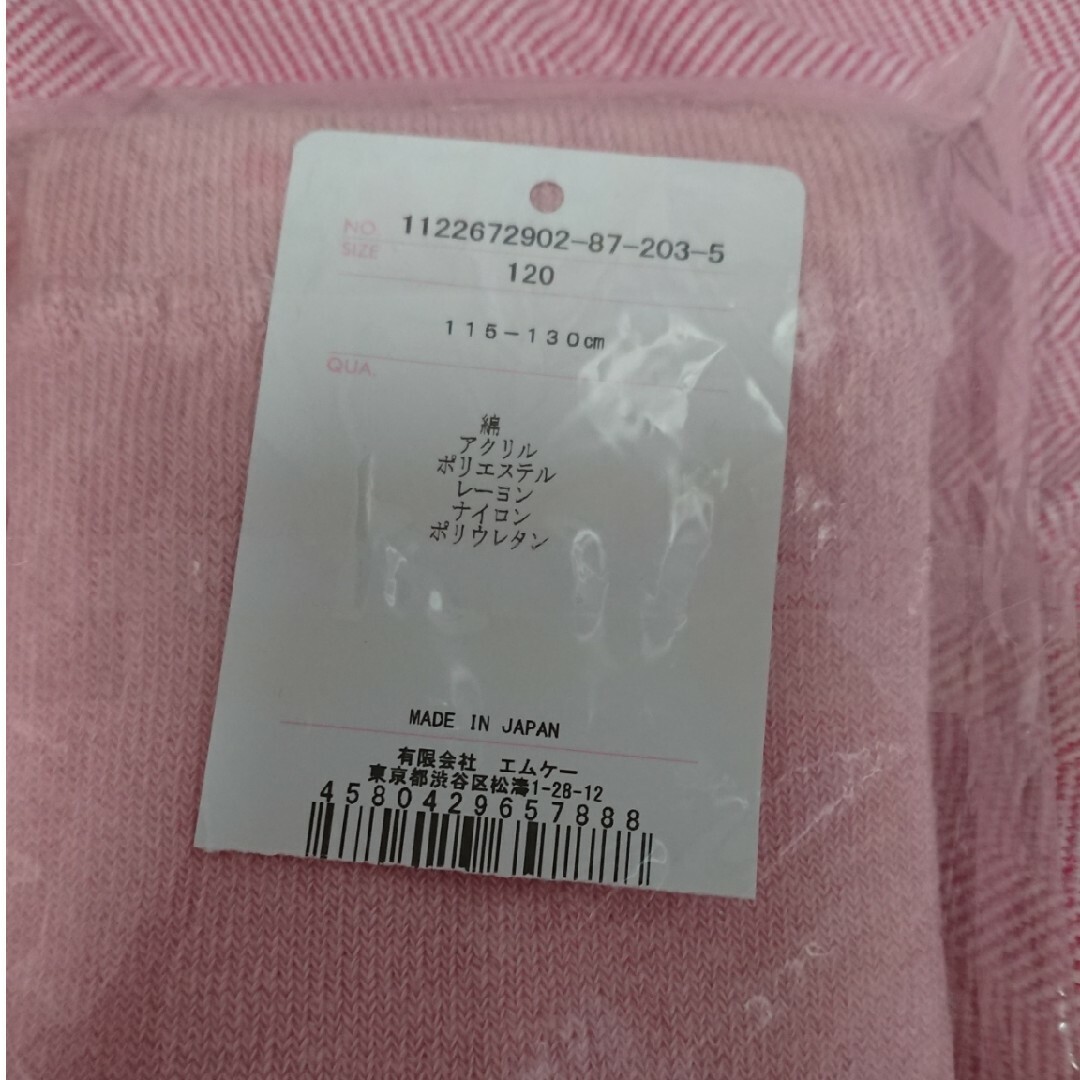 NO. 1122672902-87-203-5
SIZE 120
115-130cm
QUA.
綿
アクリル
ポリエステル
レーヨン
ナイロン
ポリウレタン
MADE IN JAPAN
有限会社 エムケー
東京都渋谷区松濤1-28-12
4580429657888